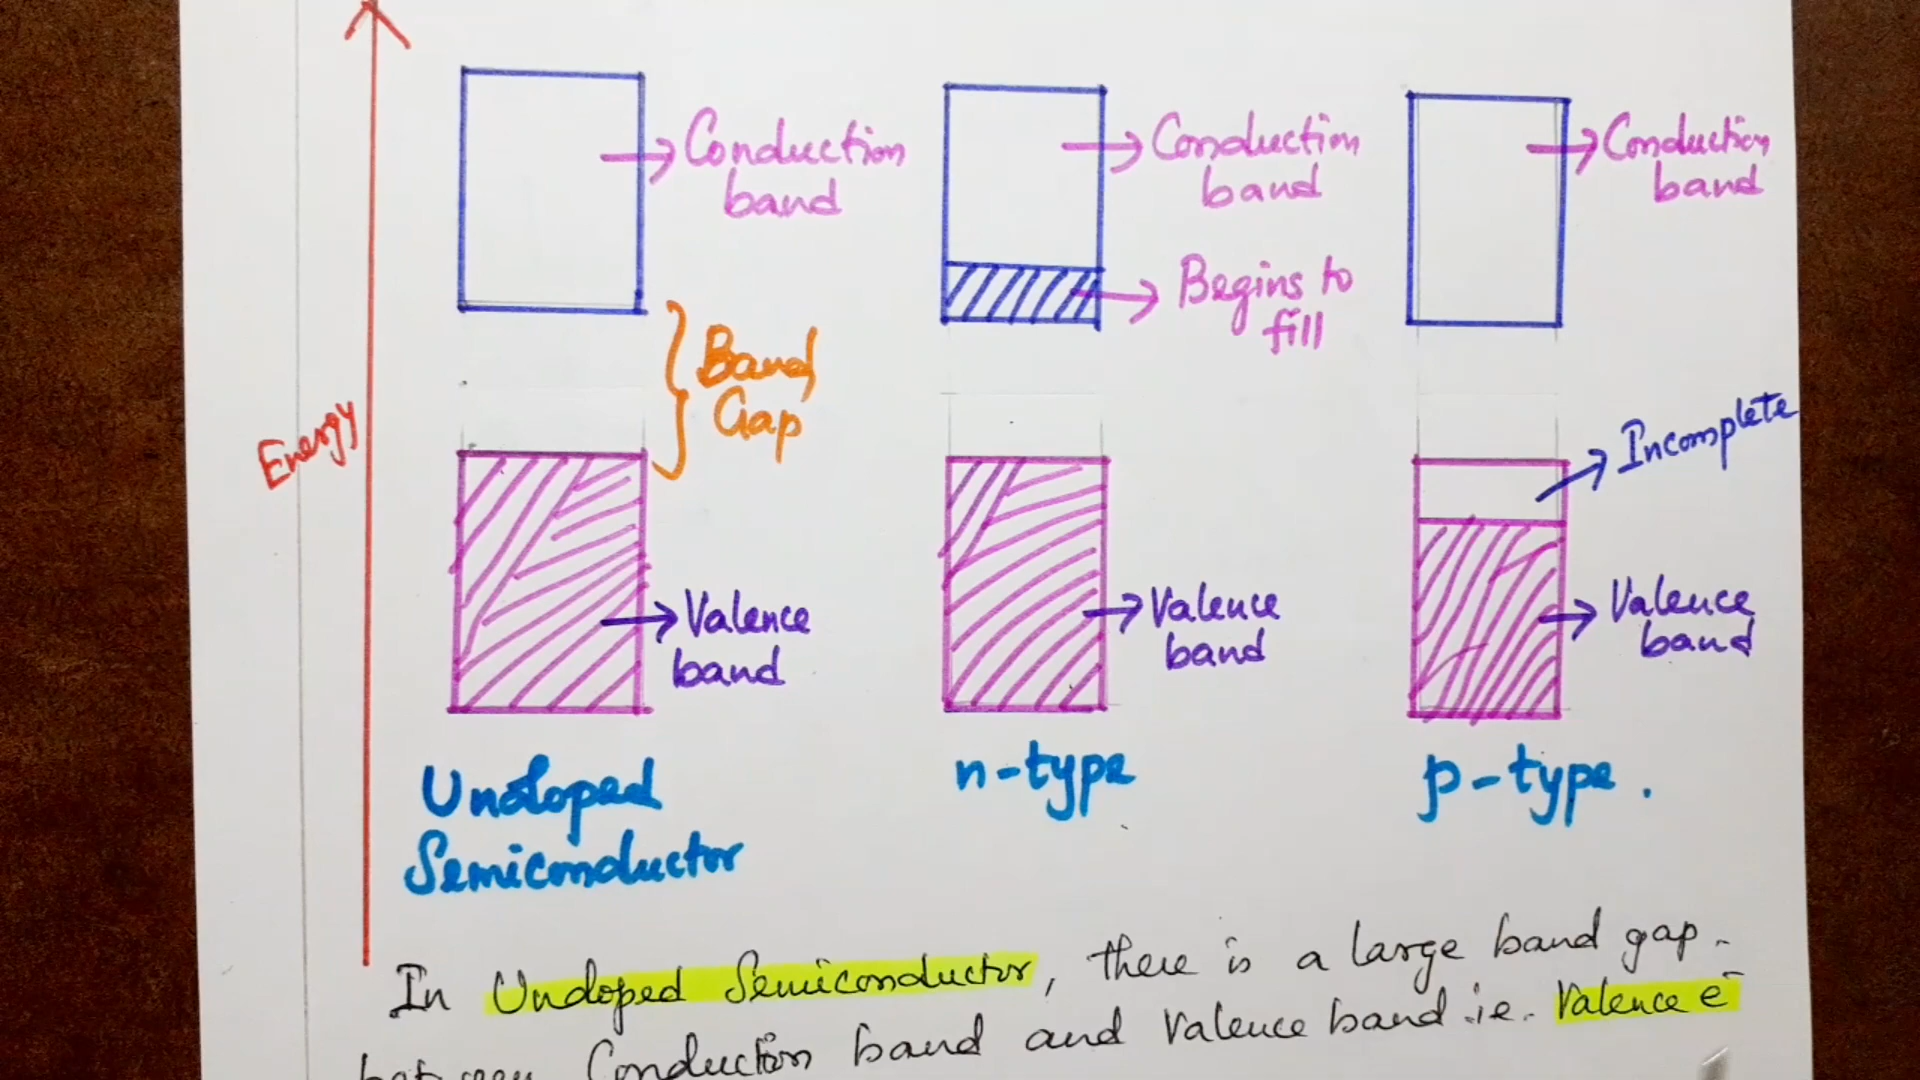 Energy
Conduction
band
Band
Gap
Valence
band
Undoped
Semiconductor
Conduction
band
Begins to
fill
Valence
band
n-type
Conduction
band
Incomplete
Valence
band
p-type.
In Undoped Semiconductor, there is a large band gap.
between Conduction band and Valence band i.e. Valence e⁻